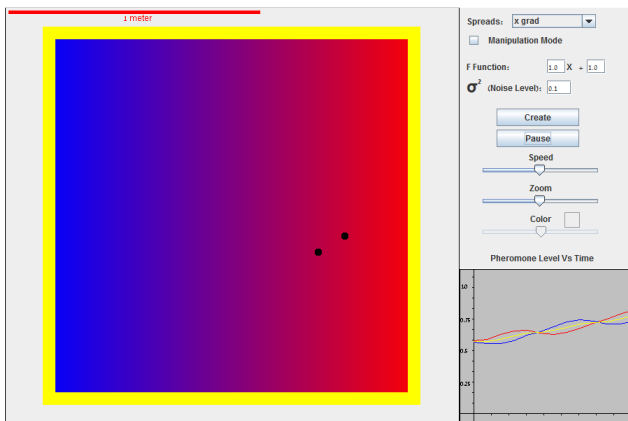 1 meter
Spreads: x grad
Manipulation Mode
F Function: 1.0 X + 1.0
σ² (Noise Level): 0.1
Create
Pause
Speed
Zoom
Color
Pheromone Level Vs Time
1.0
0.75
0.5
0.25